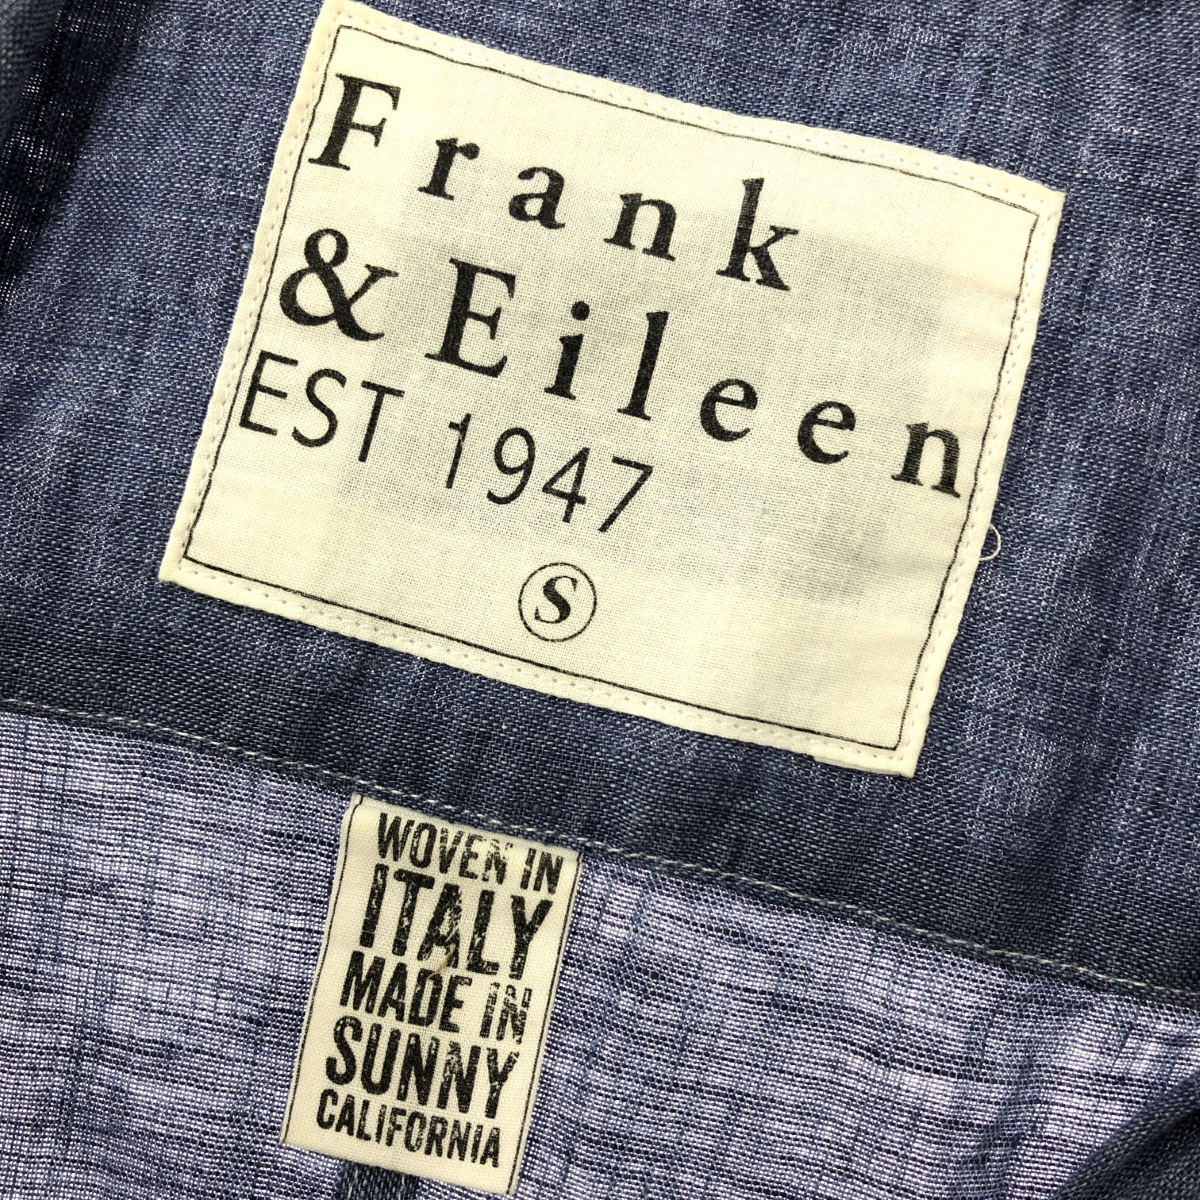 Frank
& Eileen
EST 1947
S
WOVEN IN
ITALY
MADE IN
SUNNY
CALIFORNIA